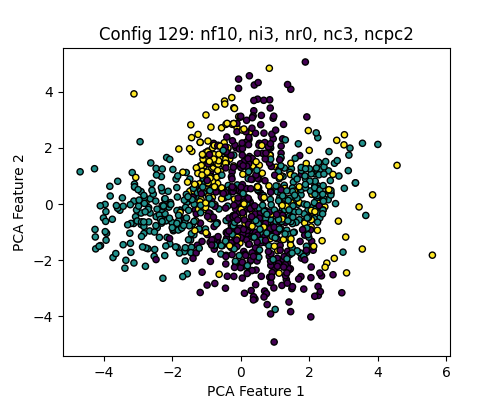 Config 129: nf10, ni3, nr0, nc3, ncpc2
4
2
0
−2
−4
PCA Feature 2
−4 −2 0 2 4 6
PCA Feature 1